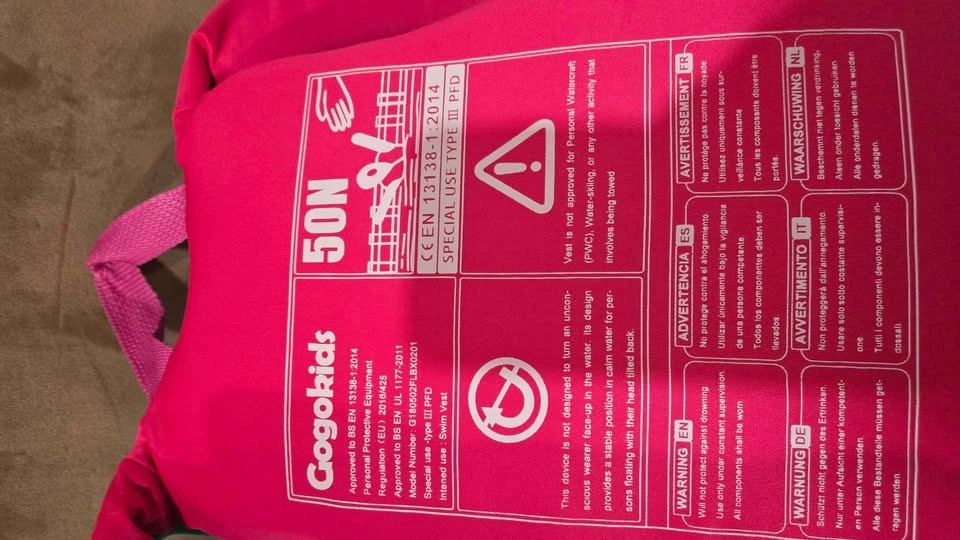 Gogokids
Approved to BS EN 13138-1:2014
Personal Protective Equipment
Regulation (EU) 2016/425
Approved to BS EN UL 1177-2011
Model Number: G180502FLBX0201
Special use -type III PFD
Intened use : Swim Vest
50N
CE EN 13138-1:2014
SPECIAL USE TYPE III PFD
This device is not designed to turn an uncon-
scious wearer face-up in the water. Its design
provides a stable position in calm water for per-
sons floating with their head tilted back.
Vest is not approved for Personal Watercraft
(PWC), Water-skiing, or any other activity that
involves being towed
WARNING EN
Will not protect against drowning.
Use only under constant supervision.
All components shall be worn
ADVERTENCIA ES
No protege contra el ahogamiento.
Utilizar únicamente bajo la vigilancia
de una persona competente.
Todos los componentes deben ser
llevados.
AVERTISSEMENT FR
Ne protège pas contre la noyade.
Utilisez uniquement sous sur-
veillánce constante
Tous les composants doivent être
portés.
WARNUNG DE
Schützt nicht gegen des Ertrinken.
Nur unter Aufsicht einer kompetent-
en Person verwenden
Alle diese Bestandteile müssen get-
ragen werden
AVVERTIMENTO IT
Non proteggerà dall'annegamento.
Usare solo sotto costante supervisi-
one
Tutti i componenti devono essere in-
dossati.
WAARSCHUWING NL
Beschermt niet tegen verdrinking.
Aleen onder toesicht gebruiken
Alle onderdelen dienan te worden
gedragen.